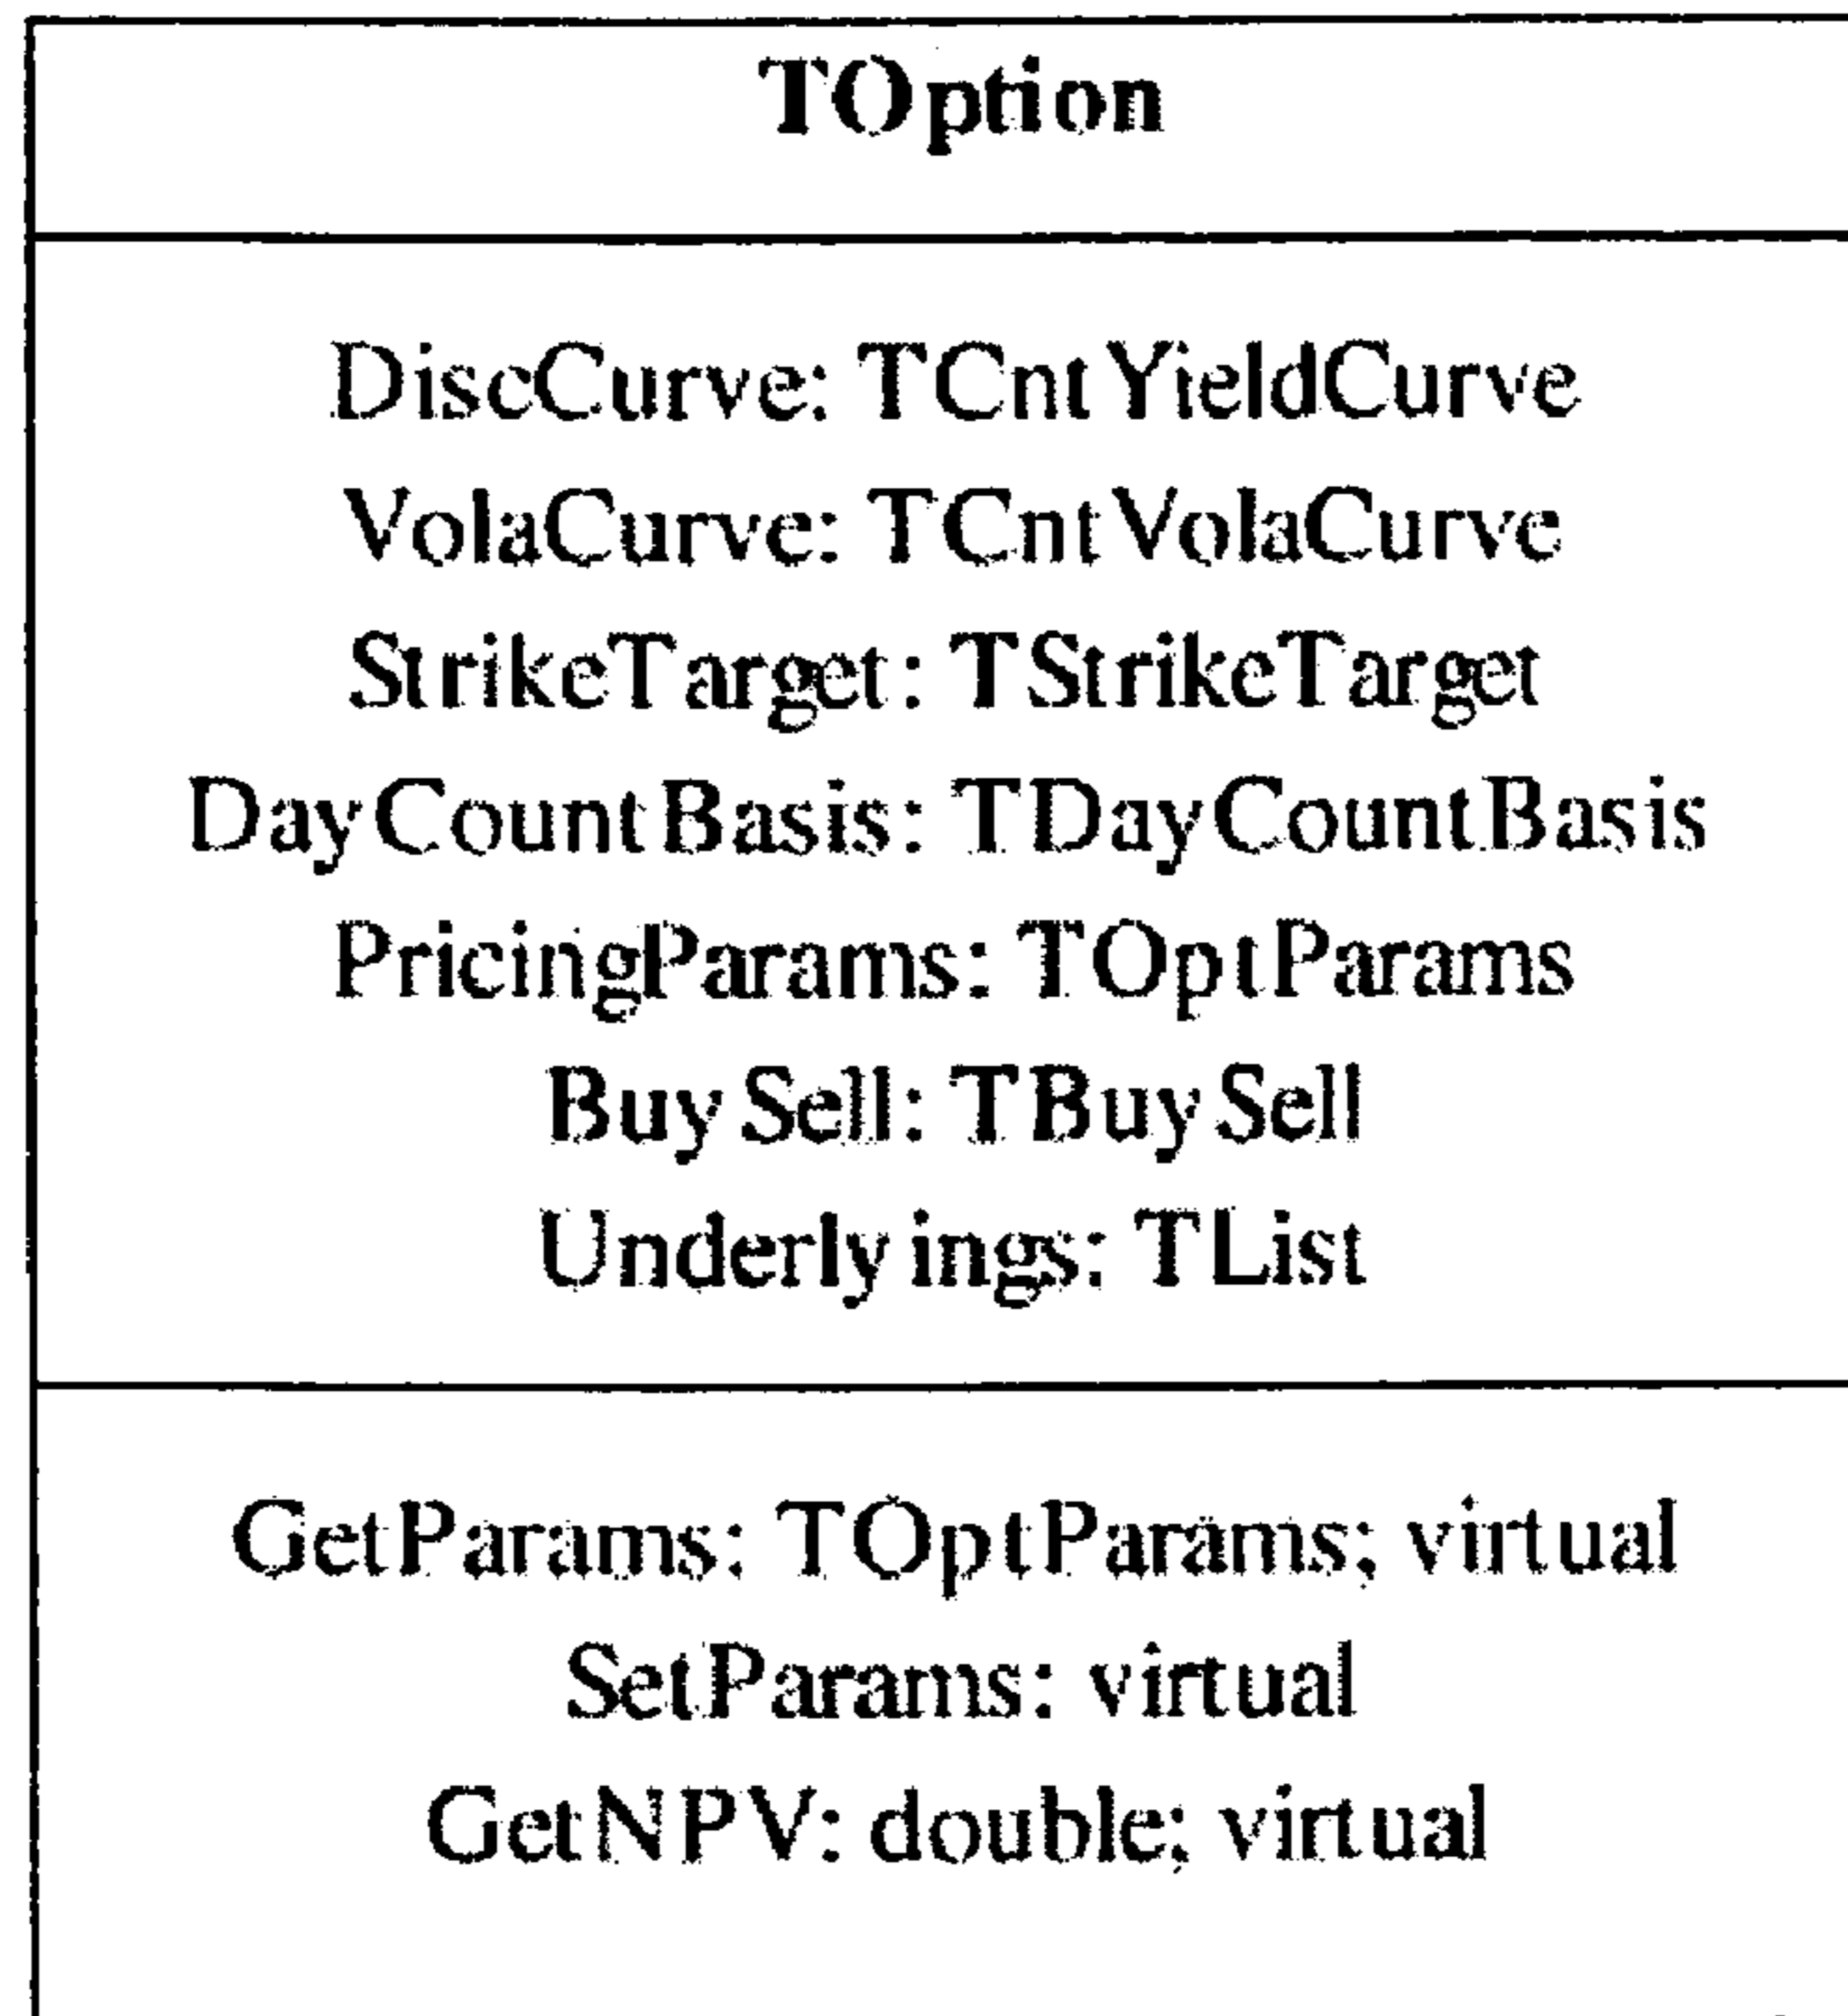 TOption
DiscCurve: TCntYieldCurve
VolaCurve: TCntVolaCurve
StrikeTarget: TStrikeTarget
DayCountBasis: TDayCountBasis
PricingParams: TOptParams
BuySell: TBuySell
Underlyings: TList
GetParams: TOptParams; virtual
SetParams: virtual
GetNPV: double; virtual